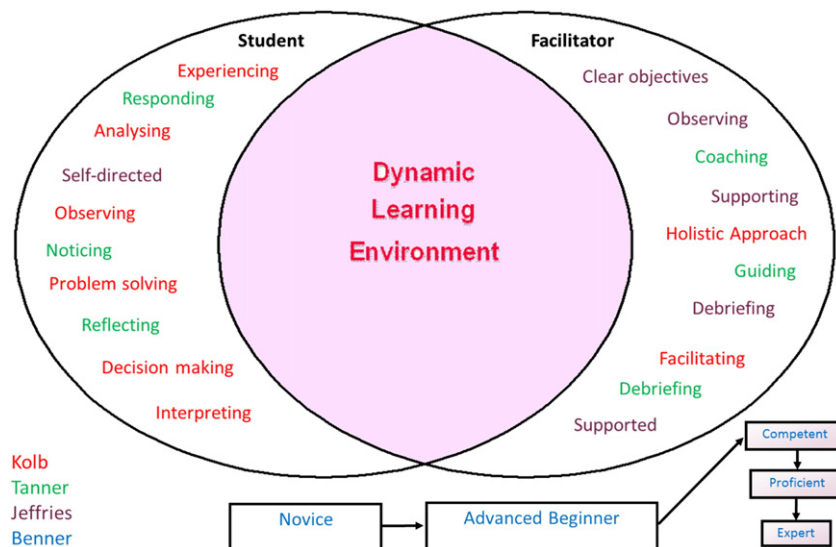 Student
Experiencing
Responding
Analysing
Self-directed
Observing
Noticing
Problem solving
Reflecting
Decision making
Interpreting
Dynamic
Learning
Environment
Facilitator
Clear objectives
Observing
Coaching
Supporting
Holistic Approach
Guiding
Debriefing
Facilitating
Debriefing
Supported
Kolb
Tanner
Jeffries
Benner
Novice
Advanced Beginner
Competent
Proficient
Expert